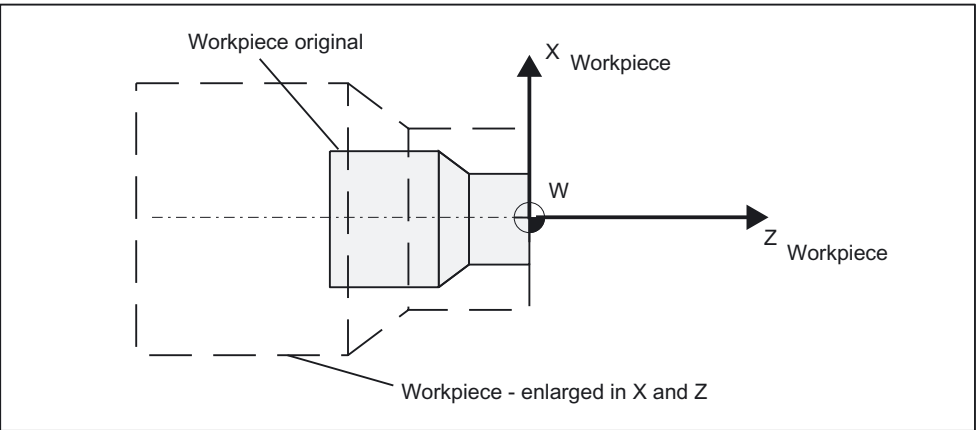 Workpiece original
X Workpiece
W
Z Workpiece
Workpiece - enlarged in X and Z